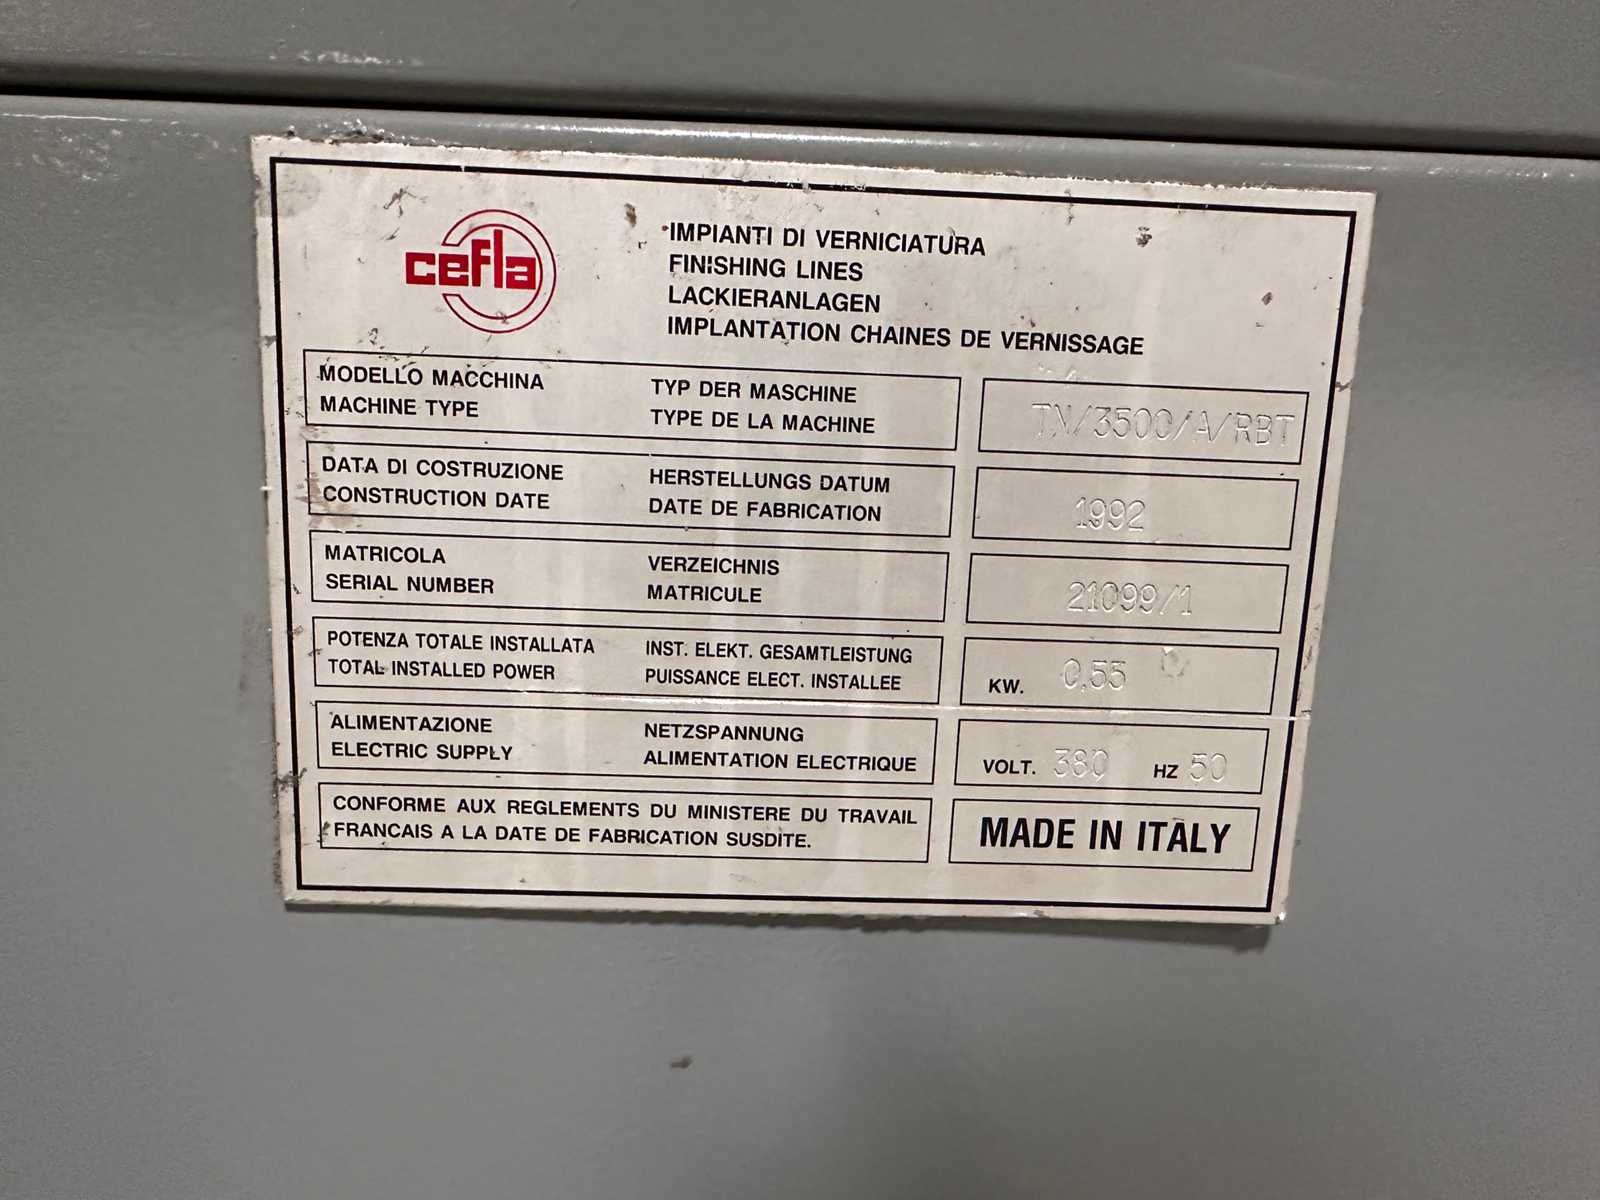 cefla
IMPIANTI DI VERNICIATURA
FINISHING LINES
LACKIERANLAGEN
IMPLANTATION CHAINES DE VERNISSAGE
MODELLO MACCHINA
MACHINE TYPE
TYP DER MASCHINE
TYPE DE LA MACHINE
TN/3500/A/RBT
DATA DI COSTRUZIONE
CONSTRUCTION DATE
HERSTELLUNGS DATUM
DATE DE FABRICATION
1992
MATRICOLA
SERIAL NUMBER
VERZEICHNIS
MATRICULE
21099/1
POTENZA TOTALE INSTALLATA
TOTAL INSTALLED POWER
INST. ELEKT. GESAMTLEISTUNG
PUISSANCE ELECT. INSTALLEE
KW. 0,55
ALIMENTAZIONE
ELECTRIC SUPPLY
NETZSPANNUNG
ALIMENTATION ELECTRIQUE
VOLT. 380 HZ 50
CONFORME AUX REGLEMENTS DU MINISTERE DU TRAVAIL
FRANCAIS A LA DATE DE FABRICATION SUSDITE.
MADE IN ITALY